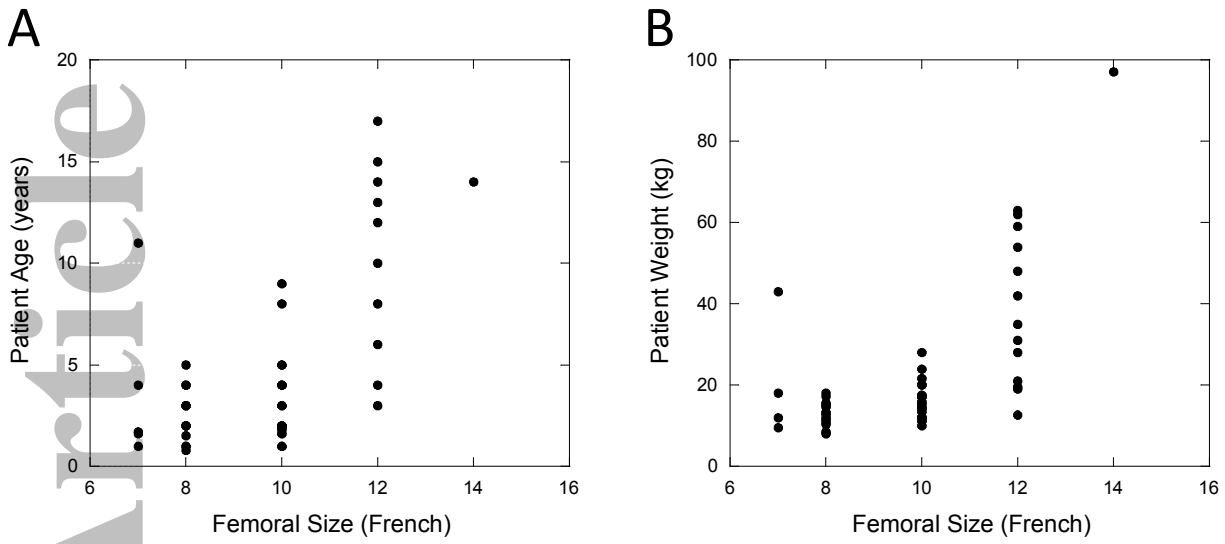 A
20
15
10
5
0
6 8 10 12 14 16
Patient Age (years)
Femoral Size (French)
B
100
80
60
40
20
0
6 8 10 12 14 16
Patient Weight (kg)
Femoral Size (French)
Article